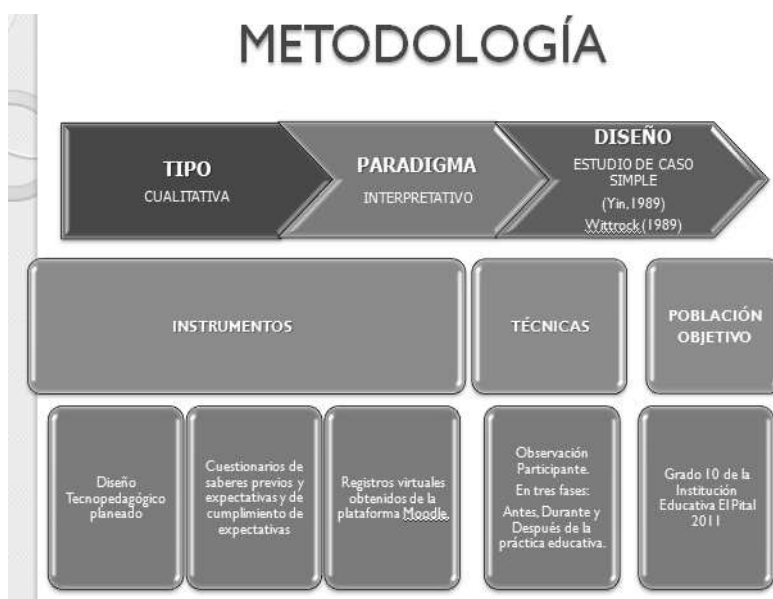 METODOLOGÍA
TIPO
CUALITATIVA
PARADIGMA
INTERPRETATIVO
DISEÑO
ESTUDIO DE CASO
SIMPLE
(Yin,1989)
Wittrock(1989)
INSTRUMENTOS
TÉCNICAS
POBLACIÓN
OBJETIVO
Diseño
Tecnopedagógico
planeado
Cuestionarios de
saberes previos y
expectativas y de
cumplimiento de
expectativas
Registros virtuales
obtenidos de la
plataforma Moodle.
Observación
Participante.
En tres fases:
Antes, Durante y
Después de la
práctica educativa.
Grado 10 de la
Institución
Educativa El Pital
2011